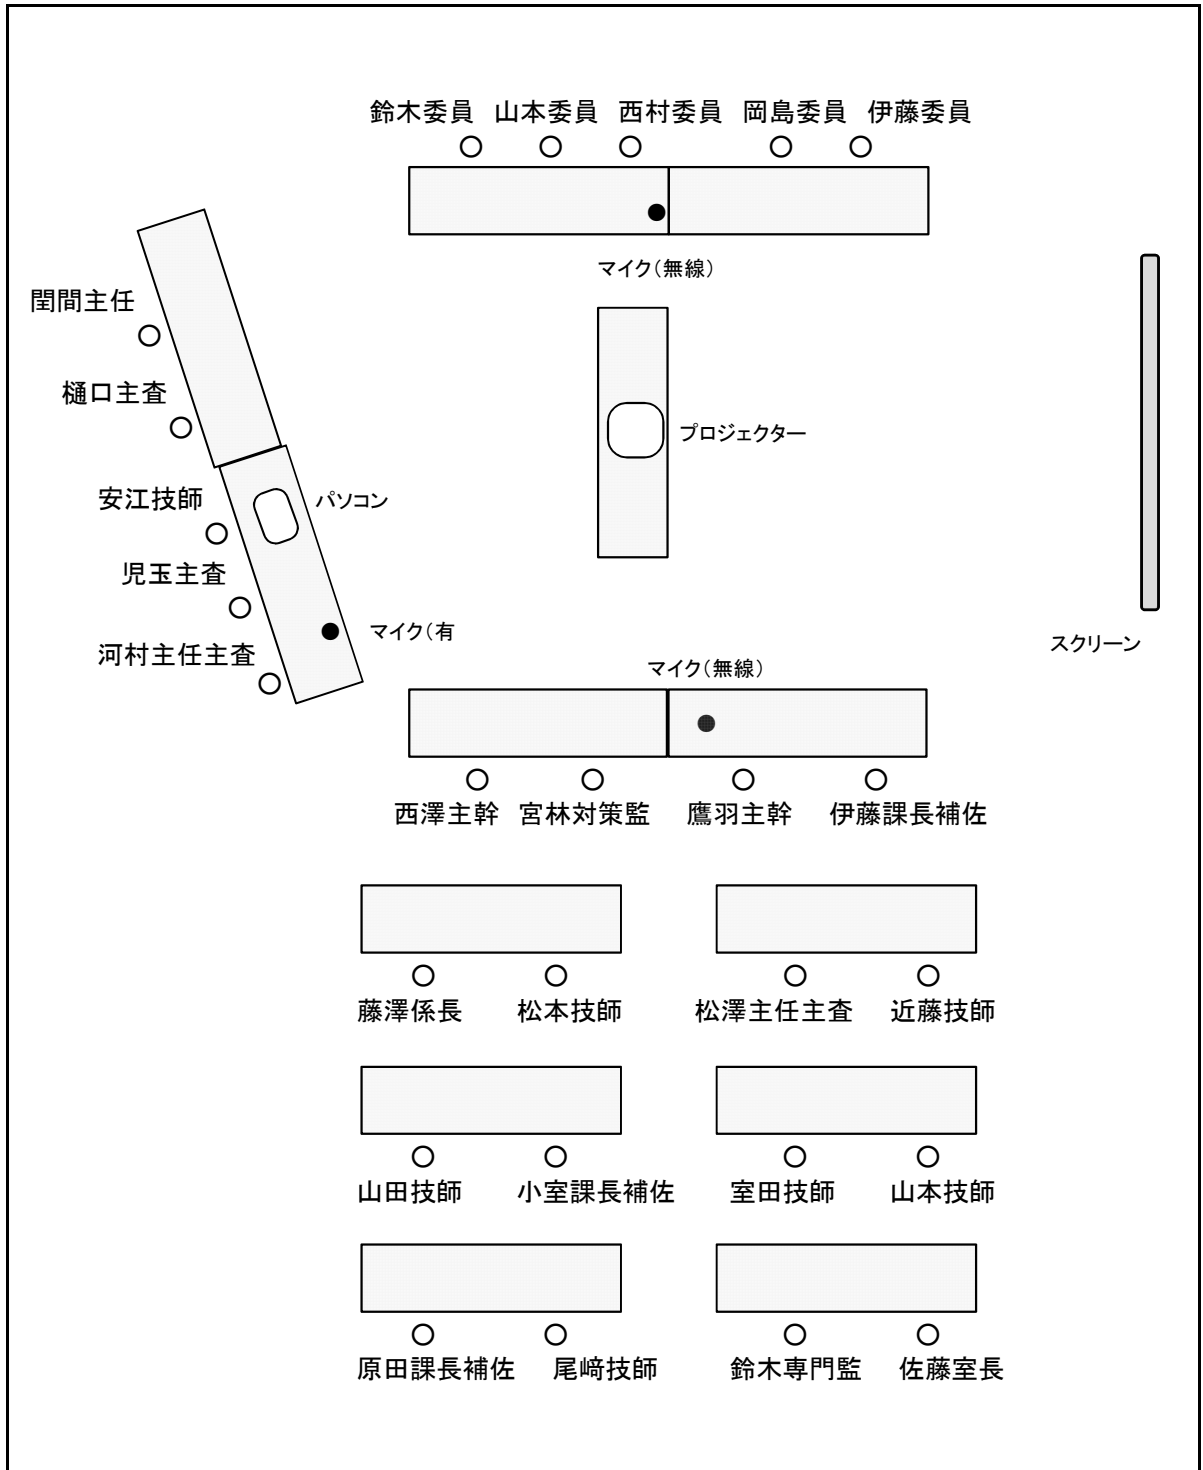 鈴木委員 山本委員 西村委員 岡島委員 伊藤委員
マイク（無線）
閏間主任
樋口主査
プロジェクター
安江技師
パソコン
児玉主査
マイク（有
スクリーン
河村主任主査
マイク（無線）
西澤主幹 宮林対策監 鷹羽主幹 伊藤課長補佐
藤澤係長 松本技師 松澤主任主査 近藤技師
山田技師 小室課長補佐 室田技師 山本技師
原田課長補佐 尾﨑技師 鈴木専門監 佐藤室長